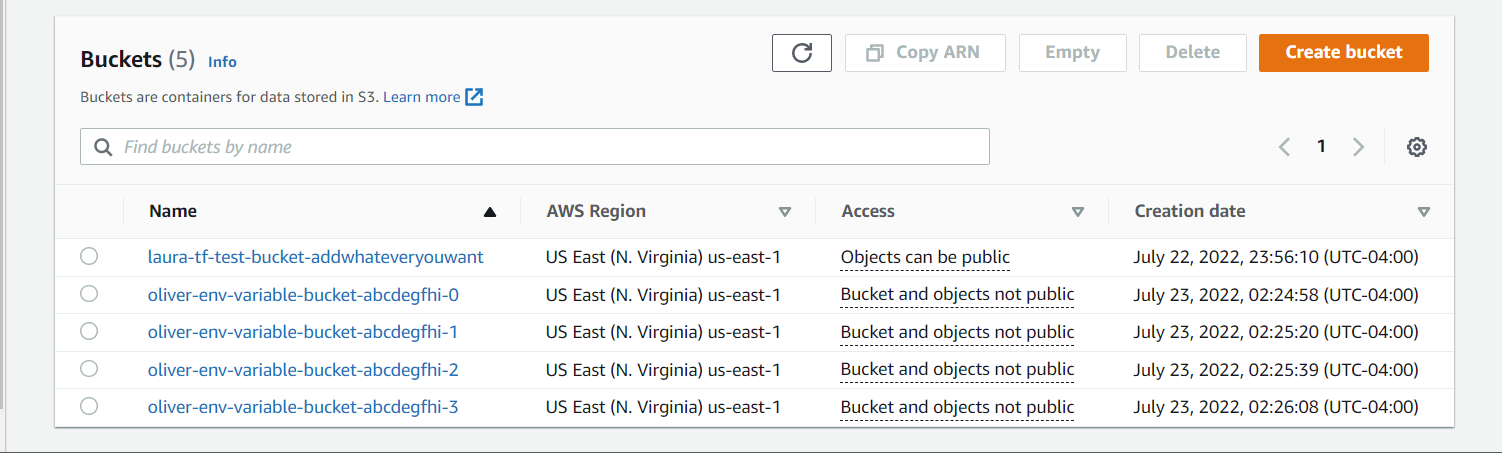 Buckets (5) Info
Copy ARN Empty Delete Create bucket
Buckets are containers for data stored in S3. Learn more
Find buckets by name
1
Name AWS Region Access Creation date
laura-tf-test-bucket-addwhateveryouwant US East (N. Virginia) us-east-1 Objects can be public July 22, 2022, 23:56:10 (UTC-04:00)
oliver-env-variable-bucket-abcdegfhi-0 US East (N. Virginia) us-east-1 Bucket and objects not public July 23, 2022, 02:24:58 (UTC-04:00)
oliver-env-variable-bucket-abcdegfhi-1 US East (N. Virginia) us-east-1 Bucket and objects not public July 23, 2022, 02:25:20 (UTC-04:00)
oliver-env-variable-bucket-abcdegfhi-2 US East (N. Virginia) us-east-1 Bucket and objects not public July 23, 2022, 02:25:39 (UTC-04:00)
oliver-env-variable-bucket-abcdegfhi-3 US East (N. Virginia) us-east-1 Bucket and objects not public July 23, 2022, 02:26:08 (UTC-04:00)